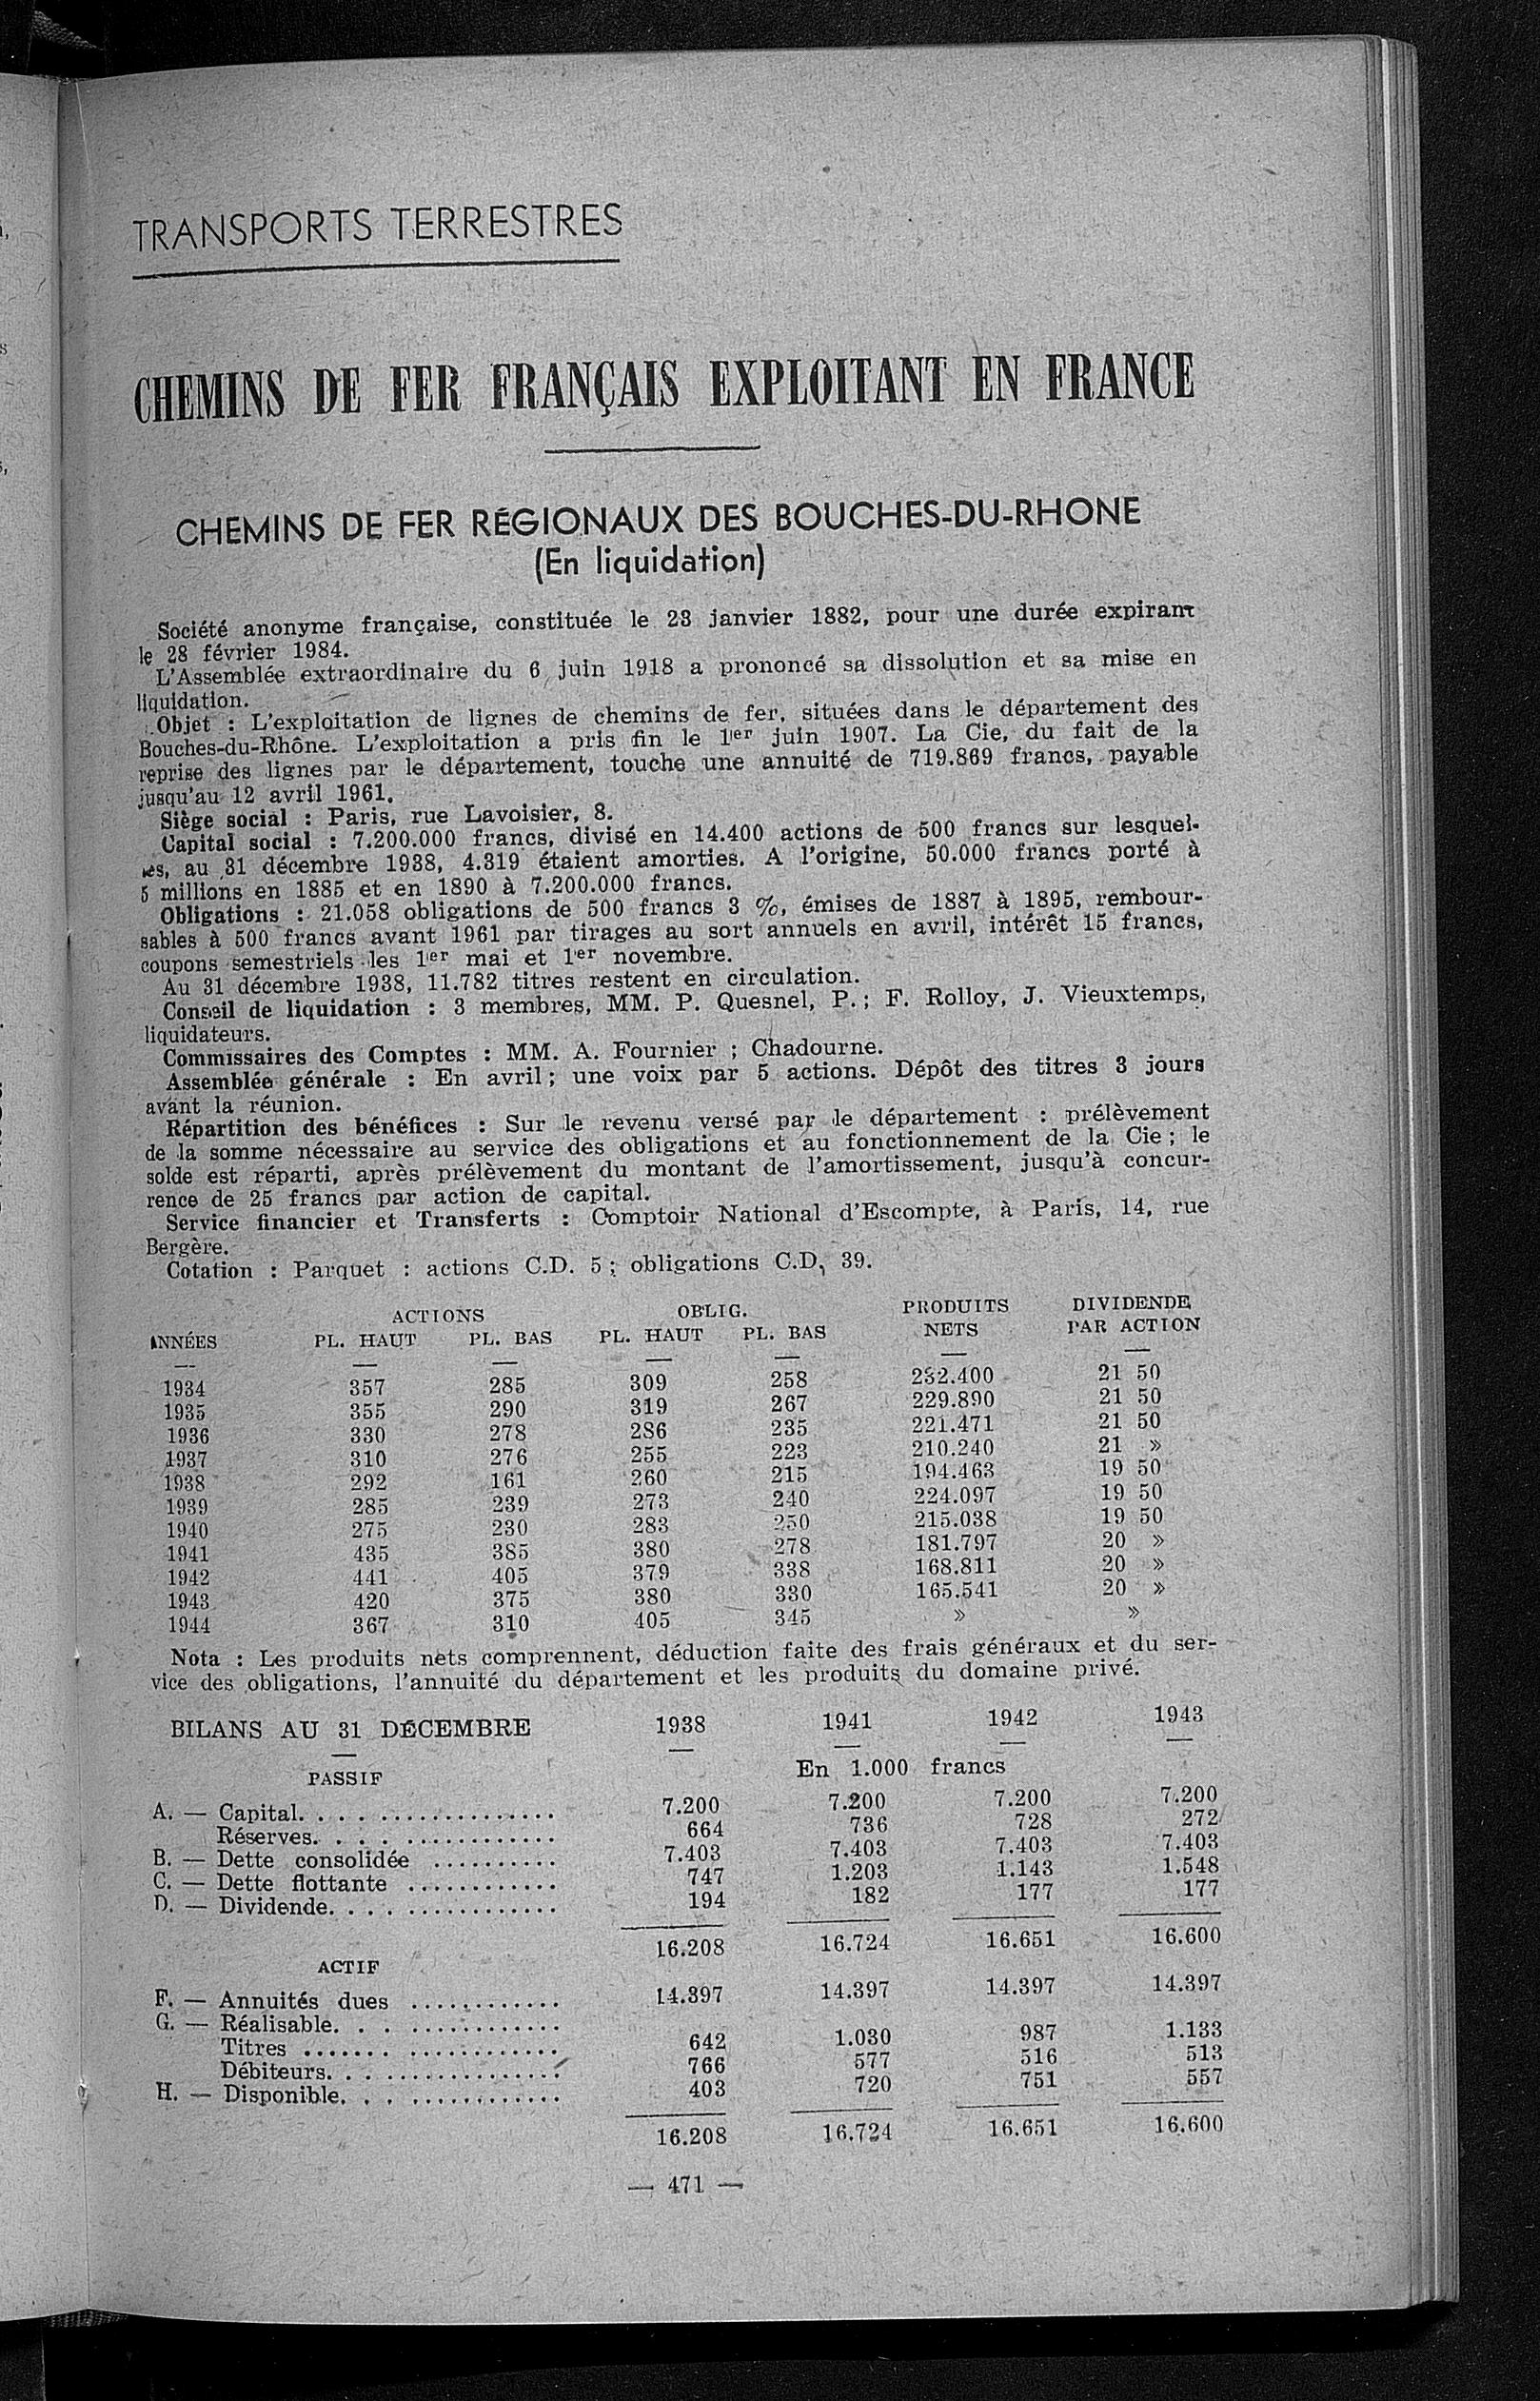 TRANSPORTS TERRESTRES
CHEMINS DE FER FRANÇAIS EXPLOITANT EN FRANCE
CHEMINS DE FER RÉGIONAUX DES BOUCHES-DU-RHONE
(En liquidation)
Société anonyme française, constituée le 23 janvier 1882, pour une durée expirant
le 28 février 1984.
L'Assemblée extraordinaire du 6 juin 1918 a prononcé sa dissolution et sa mise en
liquidation.
Objet : L'exploitation de lignes de chemins de fer, situées dans le département des
Bouches-du-Rhône. L'exploitation a pris fin le 1er juin 1907. La Cie, du fait de la
reprise des lignes par le département, touche une annuité de 719.869 francs, payable
jusqu'au 12 avril 1961.
Siège social : Paris, rue Lavoisier, 8.
Capital social : 7.200.000 francs, divisé en 14.400 actions de 500 francs sur lesquel-
les, au 31 décembre 1938, 4.319 étaient amorties. A l'origine, 50.000 francs porté à
5 millions en 1885 et en 1890 à 7.200.000 francs.
Obligations : 21.058 obligations de 500 francs 3 %, émises de 1887 à 1895, rembour-
sables à 500 francs avant 1961 par tirages au sort annuels en avril, intérêt 15 francs,
coupons semestriels les 1er mai et 1er novembre.
Au 31 décembre 1938, 11.782 titres restent en circulation.
Conseil de liquidation : 3 membres, MM. P. Quesnel, P.; F. Rolloy, J. Vieuxtemps,
liquidateurs.
Commissaires des Comptes : MM. A. Fournier ; Chadourne.
Assemblée générale : En avril; une voix par 5 actions. Dépôt des titres 3 jours
avant la réunion.
Répartition des bénéfices : Sur le revenu versé par le département : prélèvement
de la somme nécessaire au service des obligations et au fonctionnement de la Cie; le
solde est réparti, après prélèvement du montant de l'amortissement, jusqu'à concur-
rence de 25 francs par action de capital.
Service financier et Transferts : Comptoir National d'Escompte, à Paris, 14, rue
Bergère.
Cotation : Parquet : actions C.D. 5; obligations C.D. 39.
ACTIONS OBLIG. PRODUITS DIVIDENDE
ANNÉES PL. HAUT PL. BAS PL. HAUT PL. BAS NETS PAR ACTION
1934 357 285 309 258 232.400 21 50
1935 355 290 319 267 229.890 21 50
1936 330 278 286 235 221.471 21 50
1937 310 276 255 223 210.240 21 »
1938 292 161 260 215 194.463 19 50
1939 285 239 273 240 224.097 19 50
1940 275 230 283 250 215.038 19 50
1941 435 385 380 278 181.797 20 »
1942 441 405 379 338 168.811 20 »
1943 420 375 380 330 165.541 20 »
1944 367 310 405 345 » »
Nota : Les produits nets comprennent, déduction faite des frais généraux et du ser-
vice des obligations, l'annuité du département et les produits du domaine privé.
BILANS AU 31 DÉCEMBRE 1938 1941 1942 1943
PASSIF En 1.000 francs
A. — Capital. . . . . . . . . . . . . . . . . . 7.200 7.200 7.200 7.200
Réserves. . . . . . . . . . . . . . . . . 664 736 728 272
B. — Dette consolidée .......... 7.403 7.403 7.403 7.403
C. — Dette flottante ............ 747 1.203 1.143 1.548
D. — Dividende. . . . . . . . . . . . . . . . 194 182 177 177
16.208 16.724 16.651 16.600
ACTIF
F. — Annuités dues ............ 14.397 14.397 14.397 14.397
G. — Réalisable. . . . . . . . . . . . . . . .
Titres ................... 642 1.030 987 1.133
Débiteurs. . . . . . . . . . . . . . . . . 766 577 516 513
H. — Disponible. . . . . . . . . . . . . . . . 403 720 751 557
16.208 16.724 16.651 16.600
— 471 —